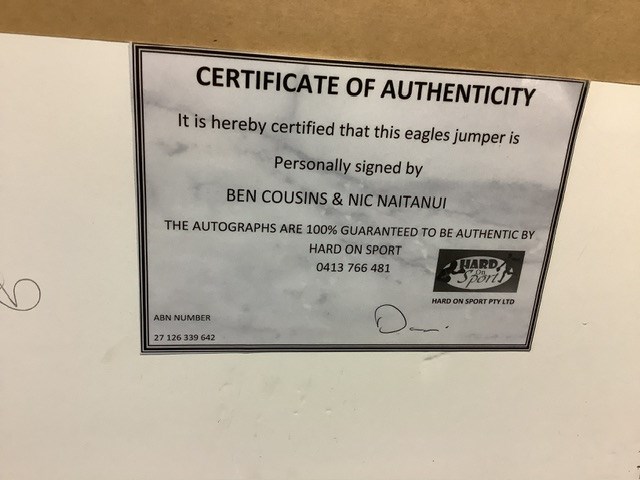 CERTIFICATE OF AUTHENTICITY
It is hereby certified that this eagles jumper is
Personally signed by
BEN COUSINS & NIC NAITANUI
THE AUTOGRAPHS ARE 100% GUARANTEED TO BE AUTHENTIC BY
HARD ON SPORT
0413 766 481
HARD
On
Sport
HARD ON SPORT PTY LTD
ABN NUMBER
27 126 339 642